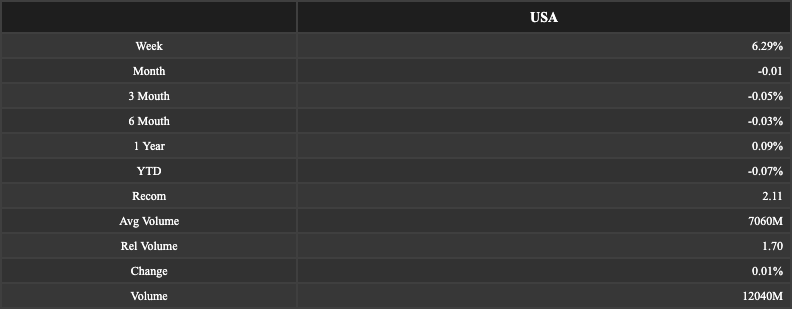 USA
Week 6.29%
Month -0.01
3 Mouth -0.05%
6 Mouth -0.03%
1 Year 0.09%
YTD -0.07%
Recom 2.11
Avg Volume 7060M
Rel Volume 1.70
Change 0.01%
Volume 12040M